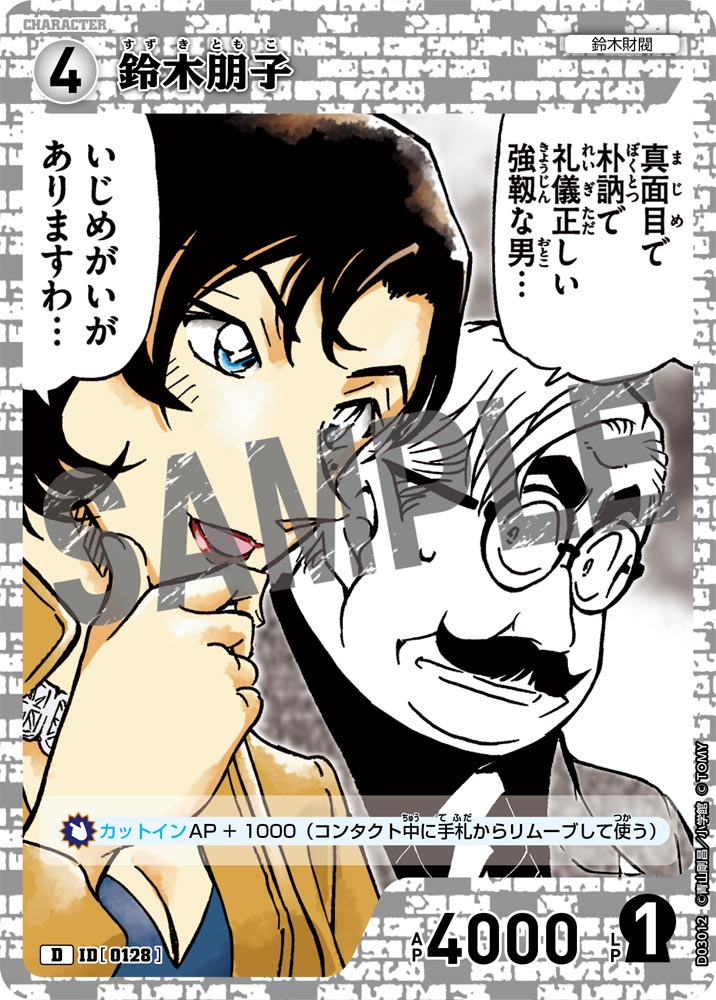 CHARACTER
4
すずきともこ
鈴木朋子
鈴木財閥
まじめ
真面目で
ぼくとつ
朴訥で
れいぎただ
礼儀正しい
きょうじん おとこ
強靱な男…
いじめがいが
ありますわ…
SAMPLE
ちゅう てふだ つか
カットイン AP + 1000（コンタクト中に手札からリムーブして使う）
D ID[ 0128 ]
AP 4000
LP 1
D03012 ©青山剛昌／小学館 ©TOMY